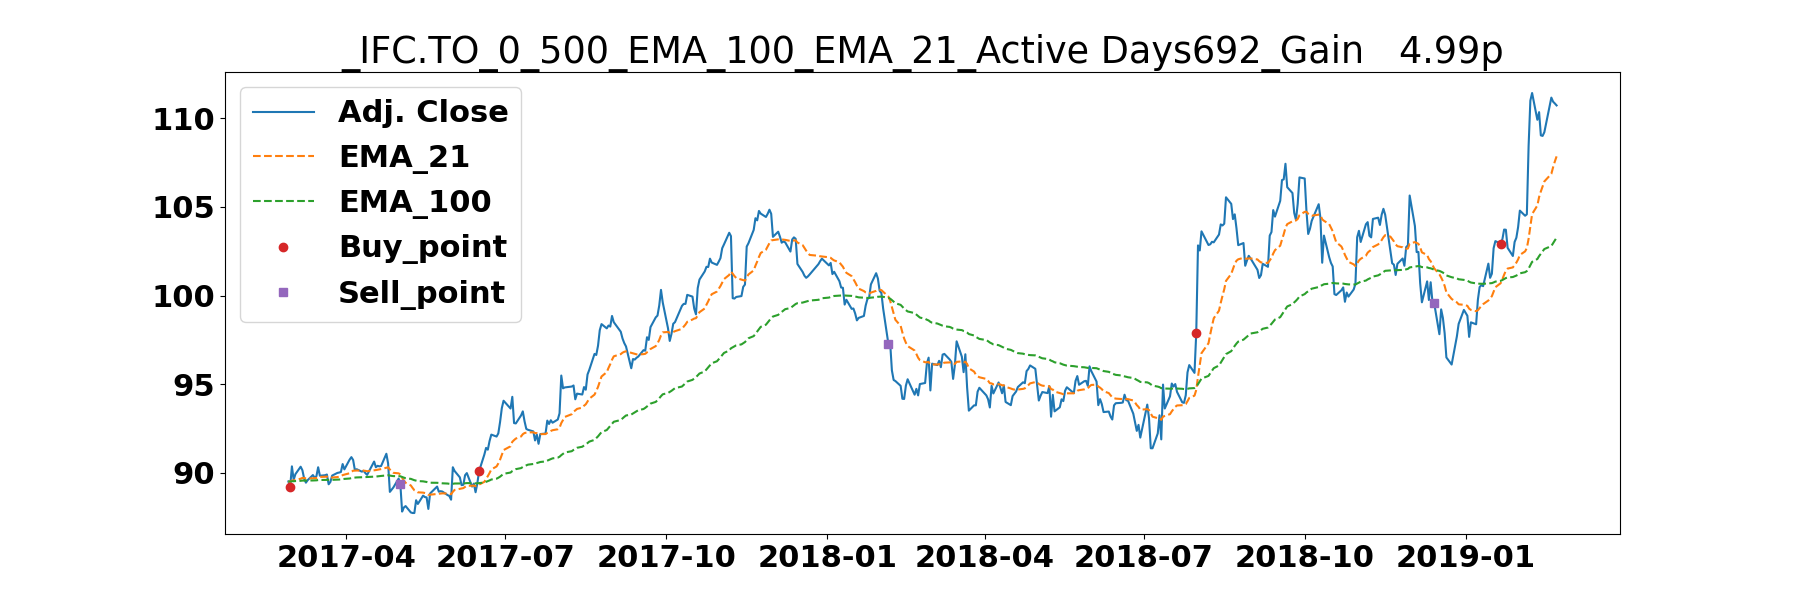 _IFC.TO_0_500_EMA_100_EMA_21_Active Days692_Gain   4.99p
Adj. Close
EMA_21
EMA_100
Buy_point
Sell_point
110
105
100
95
90
2017-04 2017-07 2017-10 2018-01 2018-04 2018-07 2018-10 2019-01